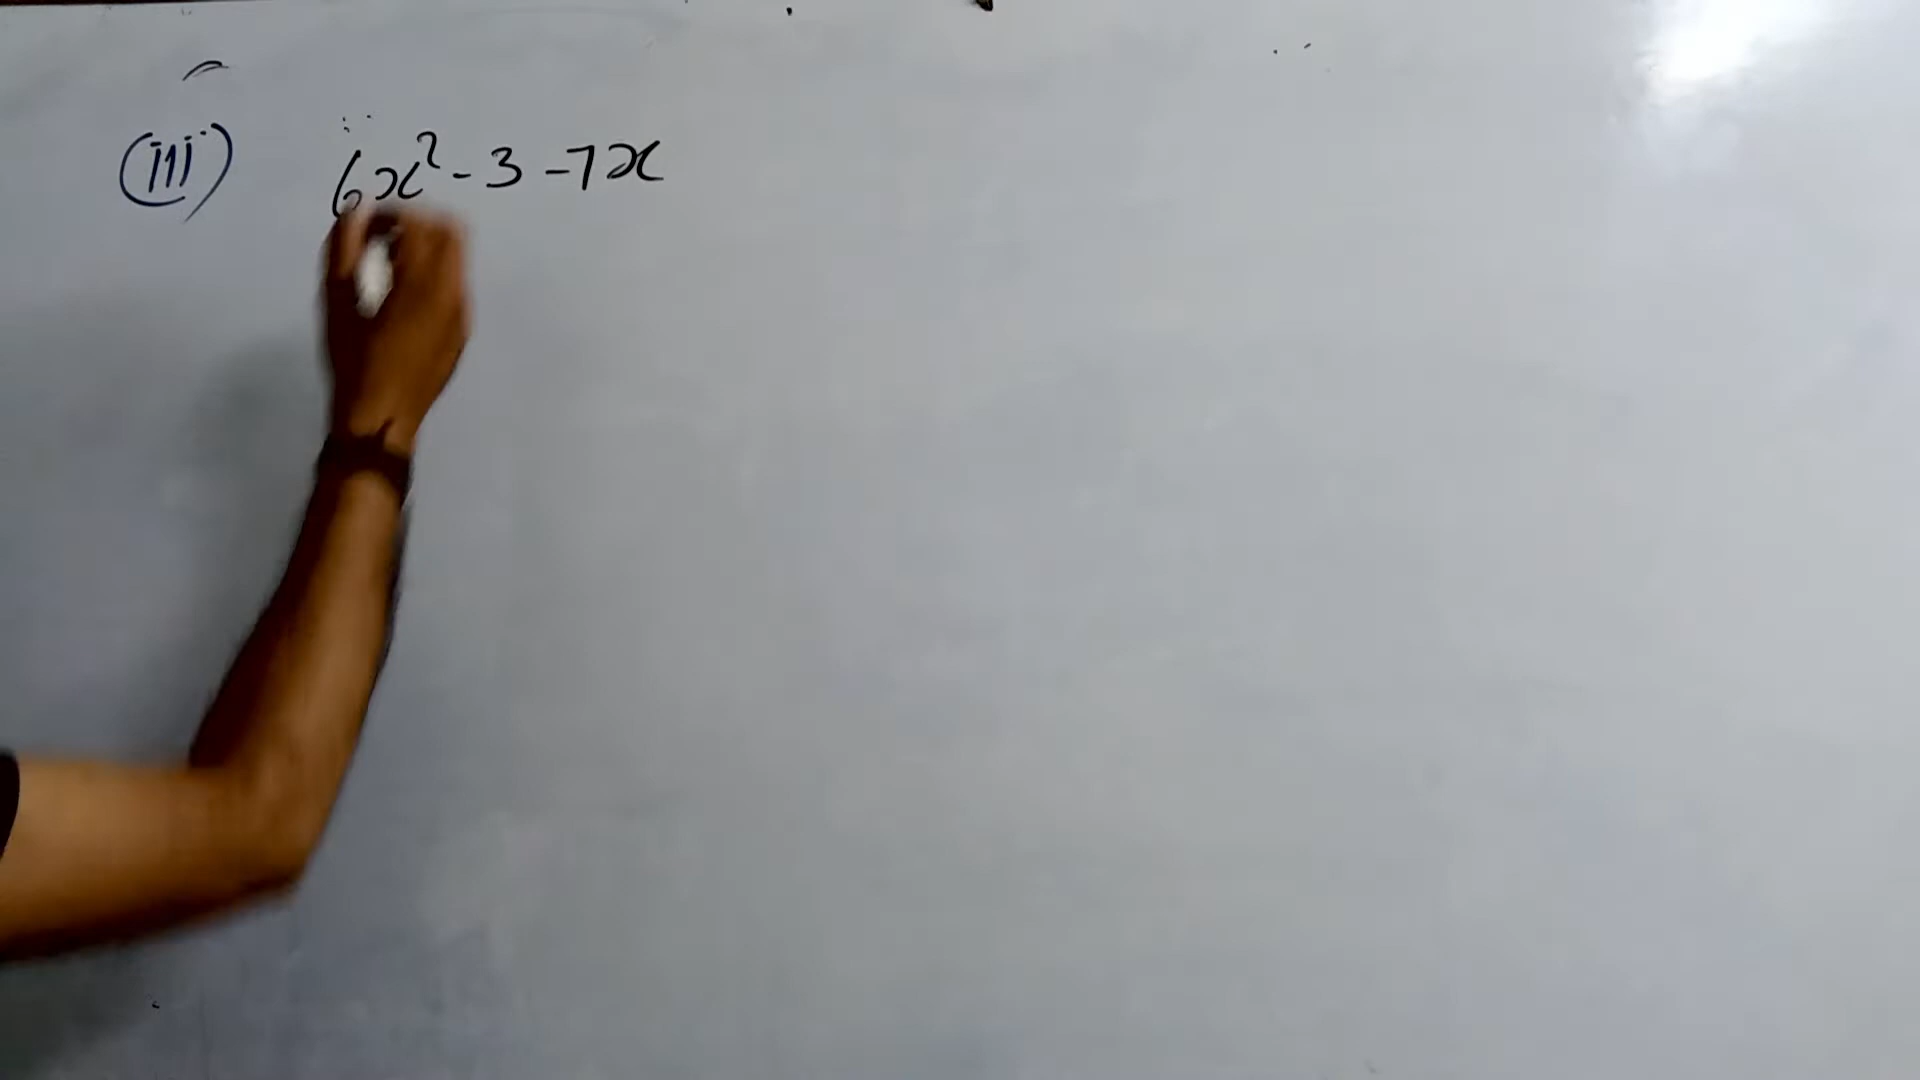 (iii) 6x² - 3 - 7x